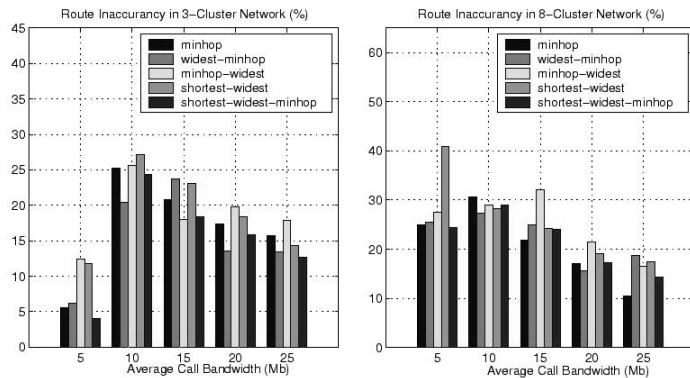 Route Inaccurancy in 3-Cluster Network (%)
45
40
35
30
25
20
15
10
5
0
minhop
widest-minhop
minhop-widest
shortest-widest
shortest-widest-minhop
5 10 15 20 25
Average Call Bandwidth (Mb)
Route Inaccurancy in 8-Cluster Network (%)
60
50
40
30
20
10
0
minhop
widest-minhop
minhop-widest
shortest-widest
shortest-widest-minhop
5 10 15 20 25
Average Call Bandwidth (Mb)